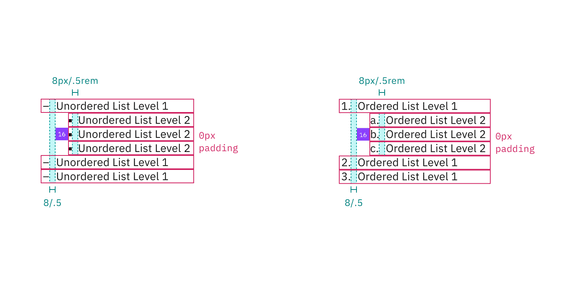 8px/.5rem
– Unordered List Level 1
▪ Unordered List Level 2
16 ▪ Unordered List Level 2 0px
▪ Unordered List Level 2 padding
– Unordered List Level 1
– Unordered List Level 1
8/.5
8px/.5rem
1. Ordered List Level 1
a. Ordered List Level 2
16 b. Ordered List Level 2 0px
c. Ordered List Level 2 padding
2. Ordered List Level 1
3. Ordered List Level 1
8/.5